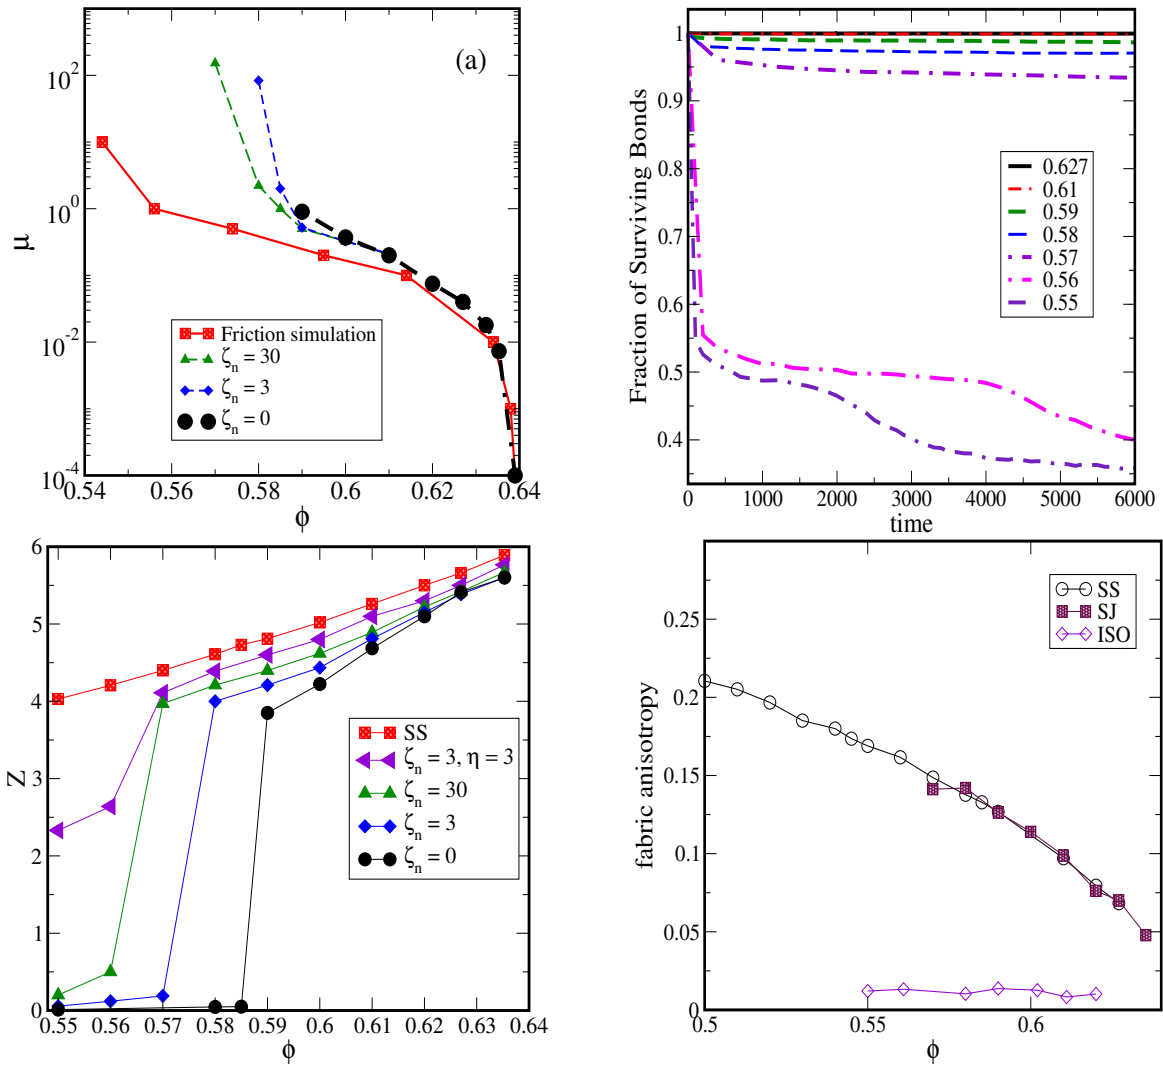 (a)
μ
10^2
10^0
10^-2
10^-4
Friction simulation
ζn = 30
ζn = 3
ζn = 0
0.54 0.56 0.58 0.6 0.62 0.64
ϕ
Fraction of Surviving Bonds
1
0.9
0.8
0.7
0.6
0.5
0.4
0.627
0.61
0.59
0.58
0.57
0.56
0.55
0 1000 2000 3000 4000 5000 6000
time
Z
6
5
4
3
2
1
0
SS
ζn = 3, η = 3
ζn = 30
ζn = 3
ζn = 0
0.55 0.56 0.57 0.58 0.59 0.6 0.61 0.62 0.63 0.64
ϕ
fabric anisotropy
0.25
0.2
0.15
0.1
0.05
0
SS
SJ
ISO
0.5 0.55 0.6
ϕ